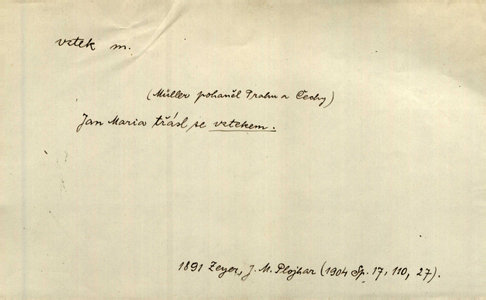 vztek m.
(Müller pohaněl Prahu a Čechy)
Jan Maria třásl se vztekem.
1891 Zeyer, J. M. Plojhar (1904 Sp. 17, 110, 27).